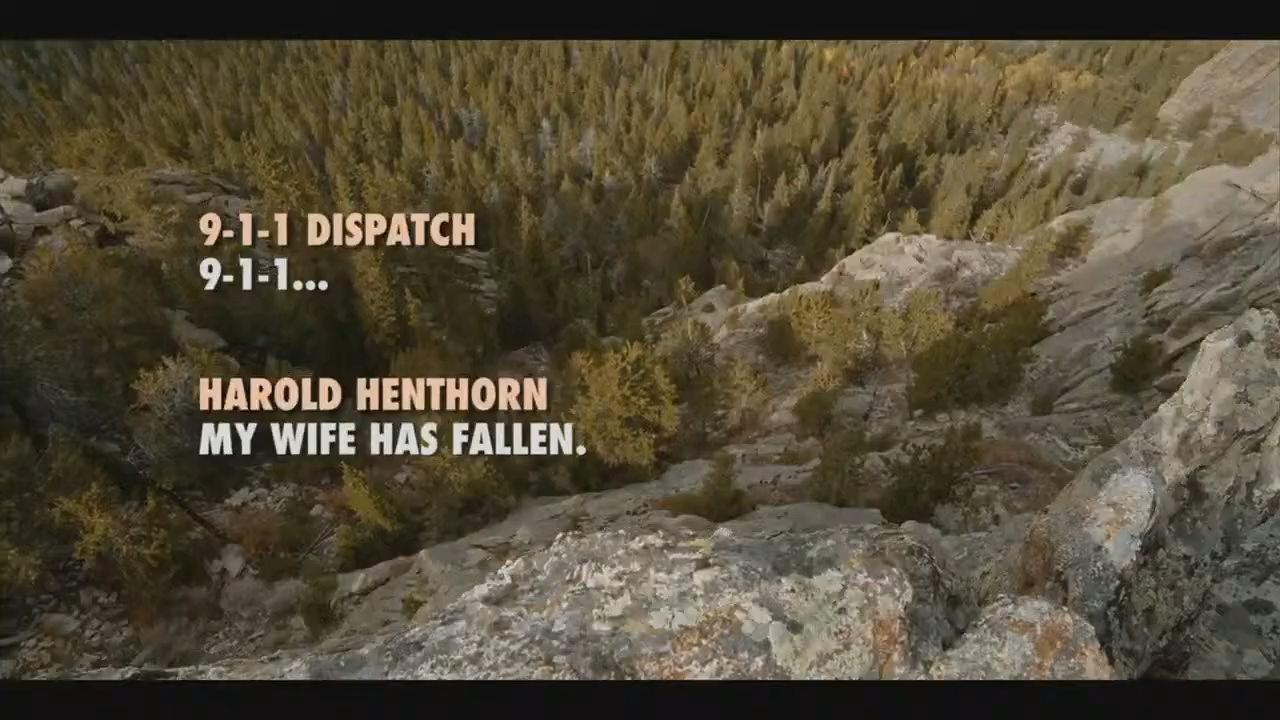 9-1-1 DISPATCH
9-1-1...
HAROLD HENTHORN
MY WIFE HAS FALLEN.